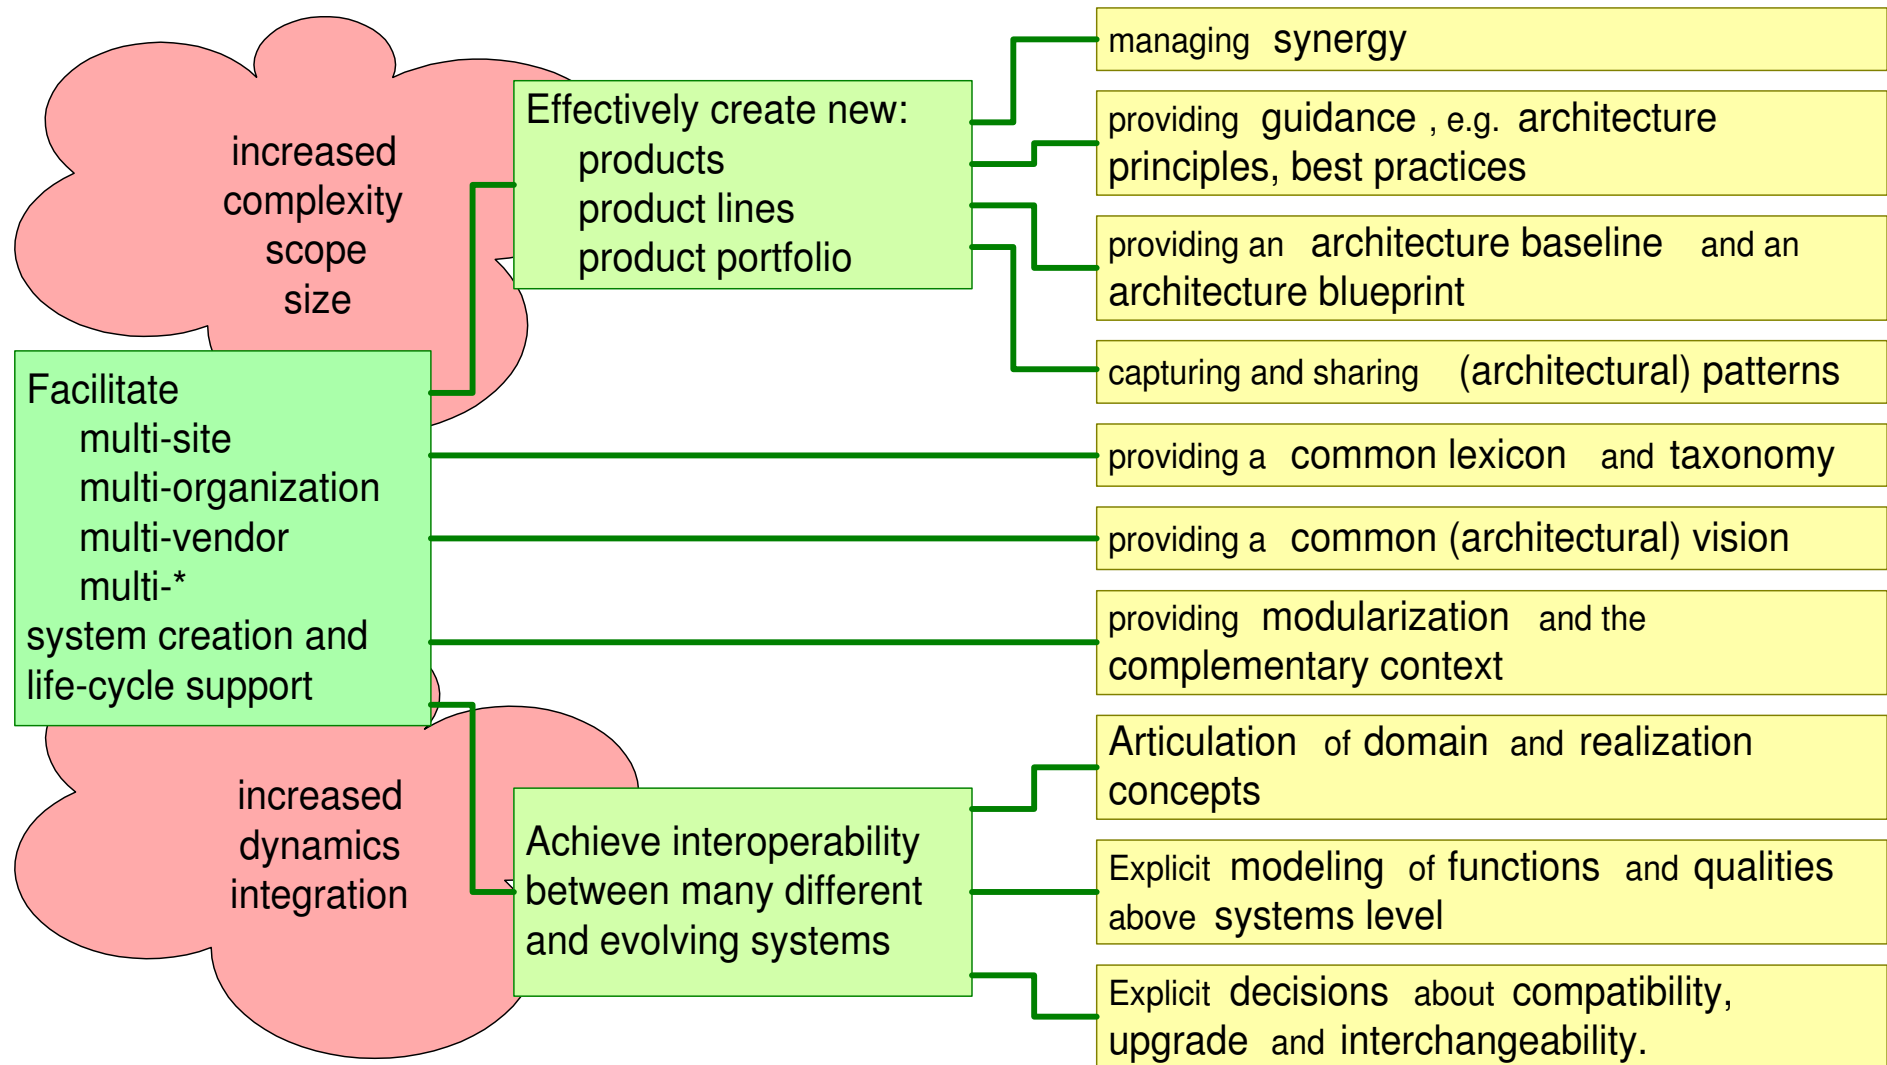 increased
complexity
scope
size
Effectively create new:
products
product lines
product portfolio
Facilitate
multi-site
multi-organization
multi-vendor
multi-*
system creation and
life-cycle support
increased
dynamics
integration
Achieve interoperability
between many different
and evolving systems
managing synergy
providing guidance , e.g. architecture
principles, best practices
providing an architecture baseline and an
architecture blueprint
capturing and sharing (architectural) patterns
providing a common lexicon and taxonomy
providing a common (architectural) vision
providing modularization and the
complementary context
Articulation of domain and realization
concepts
Explicit modeling of functions and qualities
above systems level
Explicit decisions about compatibility,
upgrade and interchangeability.